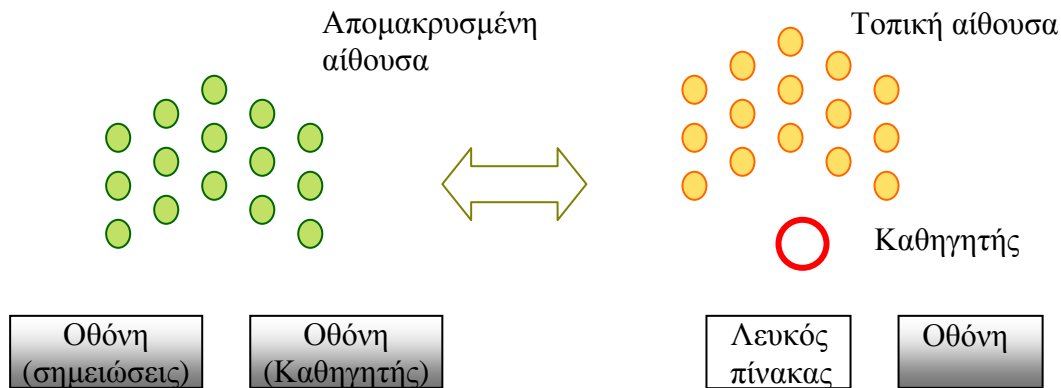 Απομακρυσμένη
αίθουσα
Τοπική αίθουσα
Καθηγητής
Οθόνη
(σημειώσεις)
Οθόνη
(Καθηγητής)
Λευκός
πίνακας
Οθόνη